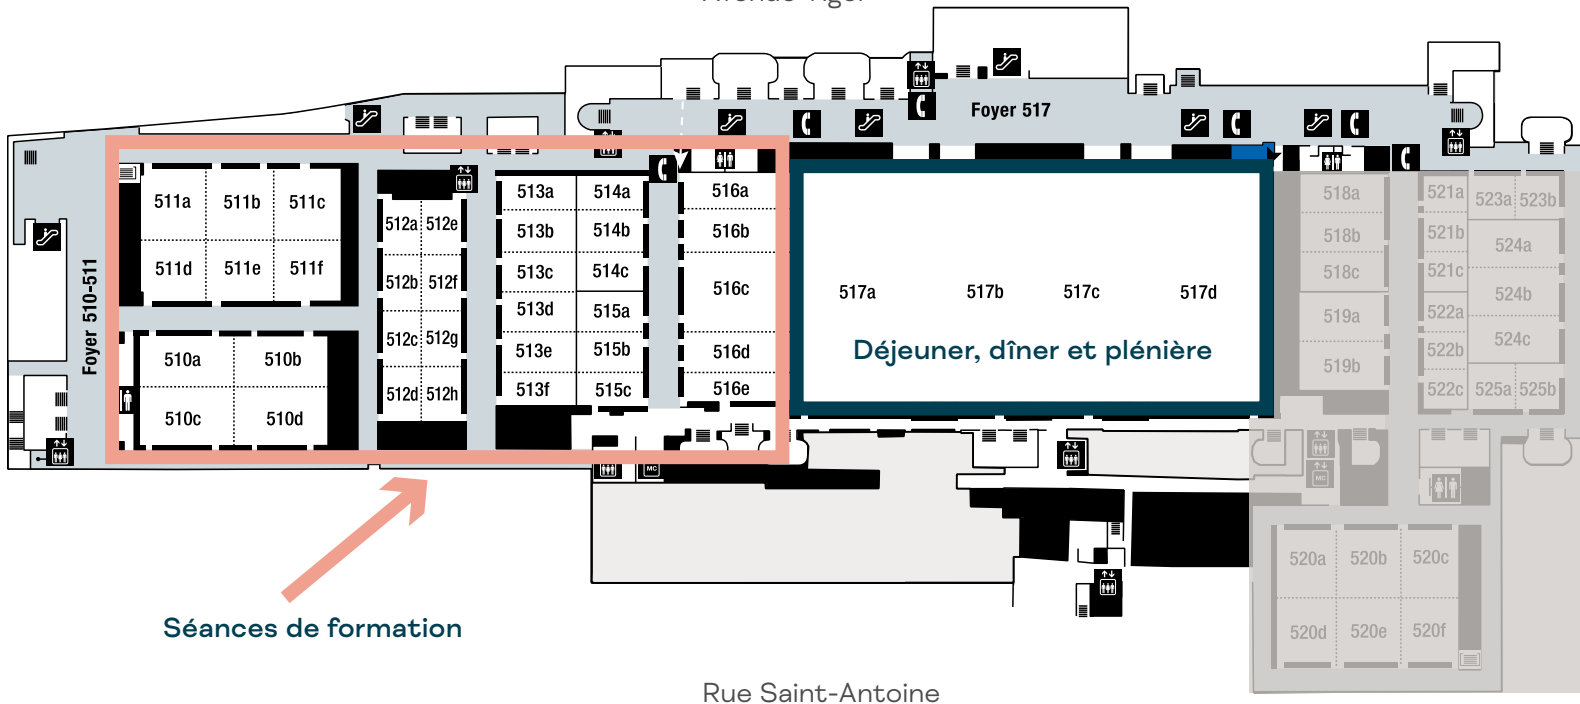 Foyer 517
Foyer 510-511
511a 511b 511c
511d 511e 511f
510a 510b
510c 510d
512a 512e
512b 512f
512c 512g
512d 512h
513a 514a
513b 514b
513c 514c
513d 515a
513e 515b
513f 515c
516a
516b
516c
516d
516e
517a 517b 517c 517d
Déjeuner, dîner et plénière
518a
518b
518c
519a
519b
521a 523a 523b
521b 524a
521c
522a 524b
522b 524c
522c 525a 525b
MC
MC
520a 520b 520c
520d 520e 520f
Séances de formation
Rue Saint-Antoine